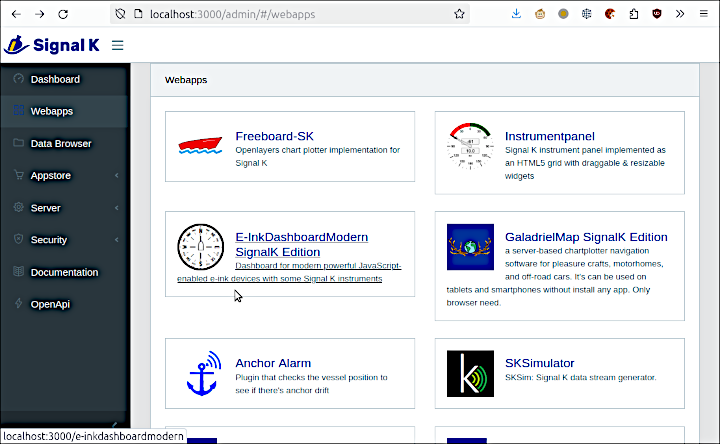 localhost:3000/admin/#/webapps
Signal K
Dashboard
Webapps
Data Browser
Appstore
Server
Security
Documentation
OpenApi
Webapps
Freeboard-SK
Openlayers chart plotter implementation for
Signal K
Instrumentpanel
Signal K instrument panel implemented as
an HTML5 grid with draggable & resizable
widgets
E-InkDashboardModern
SignalK Edition
Dashboard for modern powerful JavaScript-
enabled e-ink devices with some Signal K instruments
GaladrielMap SignalK Edition
a server-based chartplotter navigation
software for pleasure crafts, motorhomes,
and off-road cars. It's can be used on
tablets and smartphones without install any app. Only
browser need.
Anchor Alarm
Plugin that checks the vessel position to
see if there's anchor drift
SKSimulator
SKSim: Signal K data stream generator.
localhost:3000/e-inkdashboardmodern